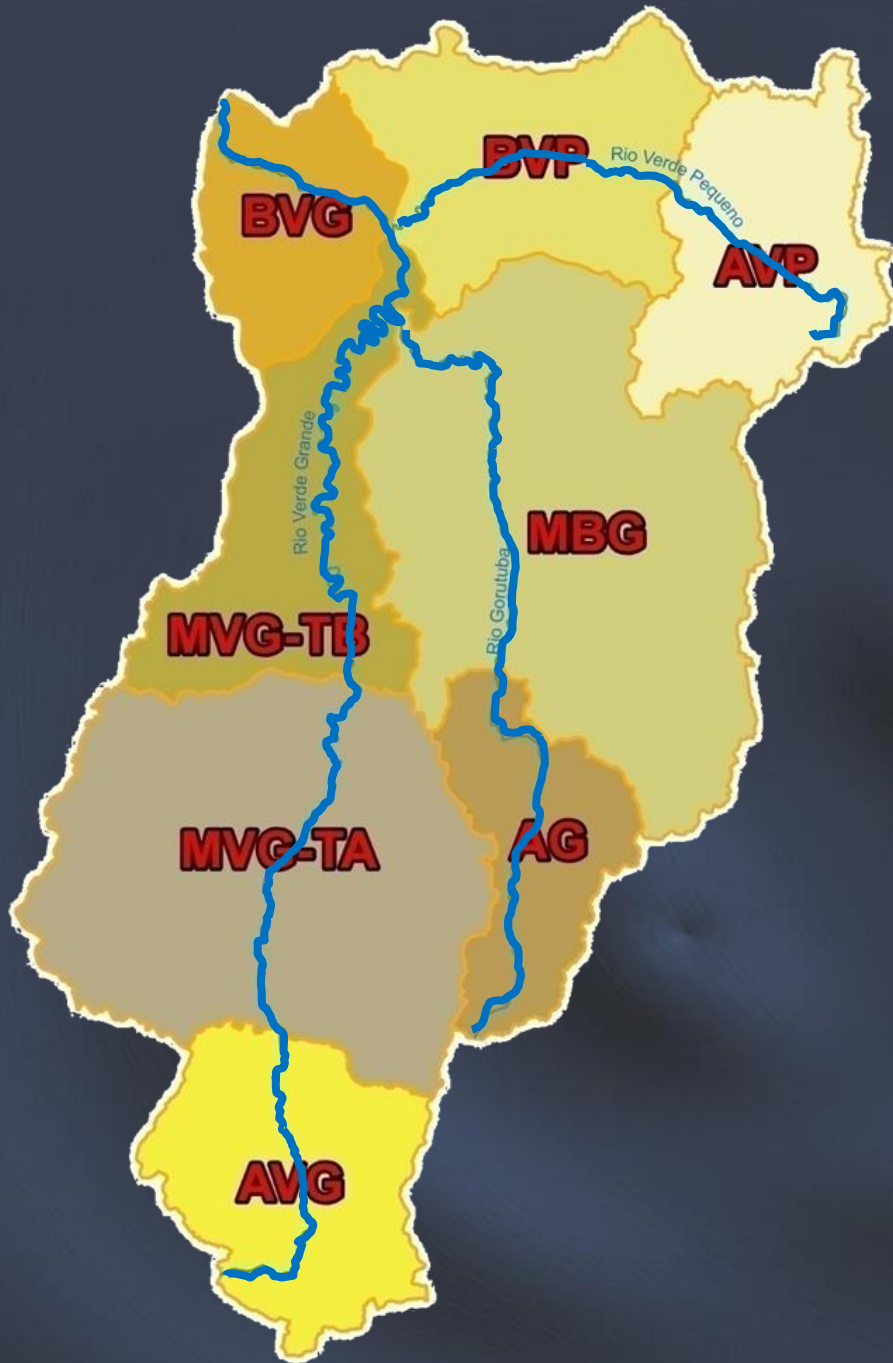 BVP
Rio Verde Pequeno
BVG
AVP
Rio Verde Grande
MBG
Rio Gorutuba
MVG-TB
MVG-TA
AG
AVG